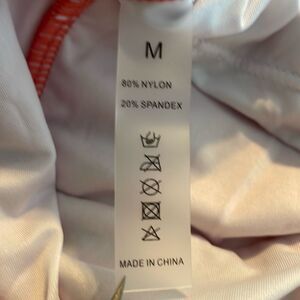 M
80% NYLON
20% SPANDEX
MADE IN CHINA